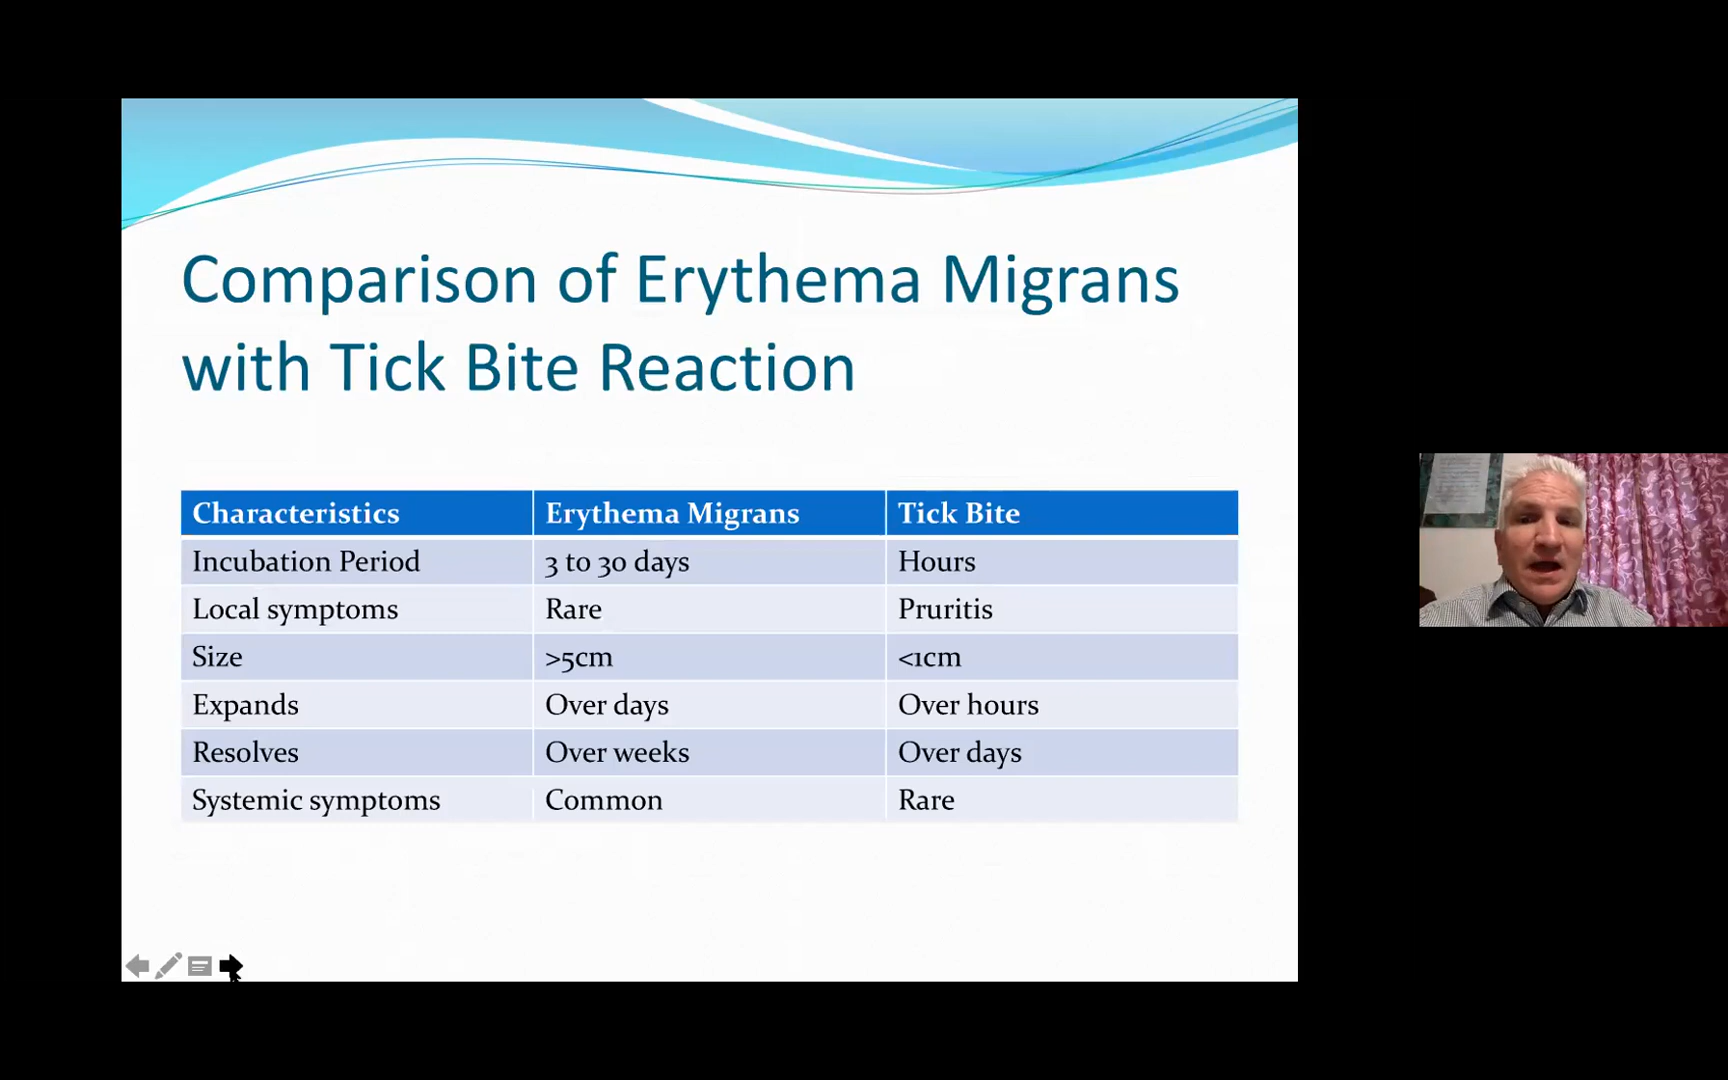 Comparison of Erythema Migrans
with Tick Bite Reaction
Characteristics Erythema Migrans Tick Bite
Incubation Period 3 to 30 days Hours
Local symptoms Rare Pruritis
Size >5cm <1cm
Expands Over days Over hours
Resolves Over weeks Over days
Systemic symptoms Common Rare